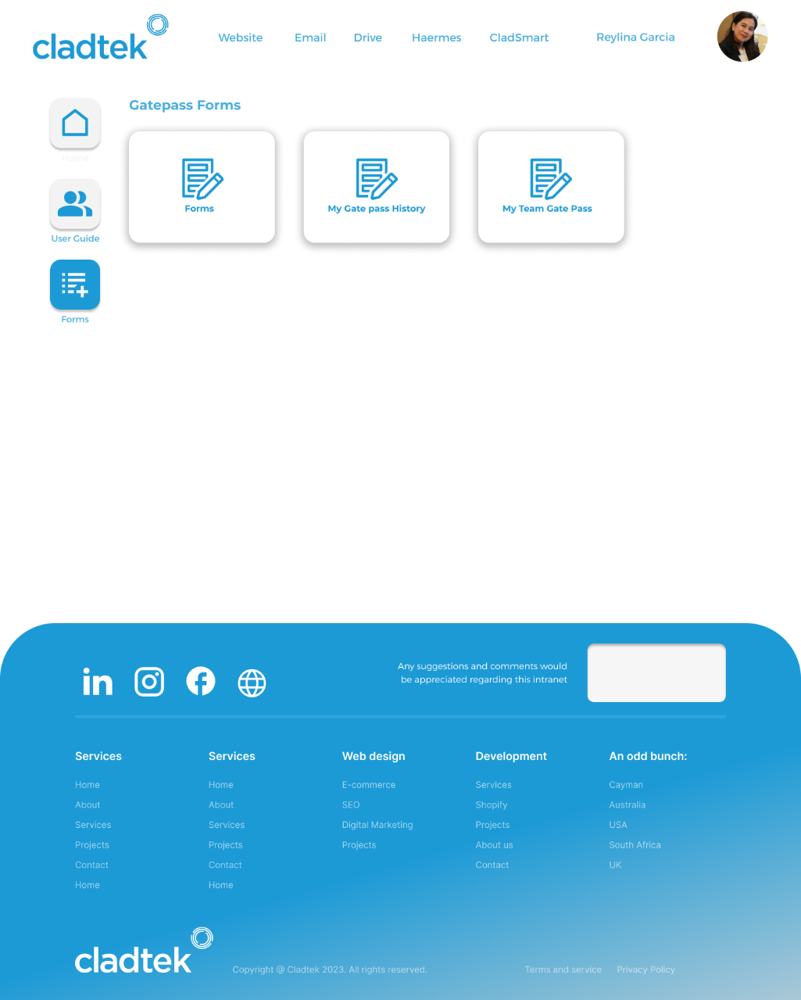 cladtek
Website Email Drive Haermes CladSmart Reylina Garcia
Gatepass Forms
Home
User Guide
Forms
Forms
My Gate pass History
My Team Gate Pass
in
Any suggestions and comments would
be appreciated regarding this intranet
Services
Home
About
Services
Projects
Contact
Home
Services
Home
About
Services
Projects
Contact
Home
Web design
E-commerce
SEO
Digital Marketing
Projects
Development
Services
Shopify
Projects
About us
Contact
An odd bunch:
Cayman
Australia
USA
South Africa
UK
cladtek
Copyright @ Cladtek 2023. All rights reserved.
Terms and service Privacy Policy